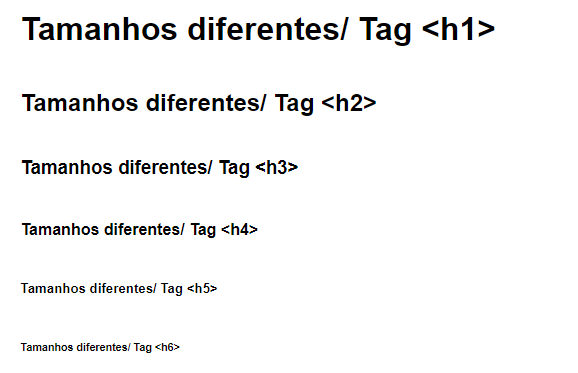 Tamanhos diferentes/ Tag <h1>
Tamanhos diferentes/ Tag <h2>
Tamanhos diferentes/ Tag <h3>
Tamanhos diferentes/ Tag <h4>
Tamanhos diferentes/ Tag <h5>
Tamanhos diferentes/ Tag <h6>